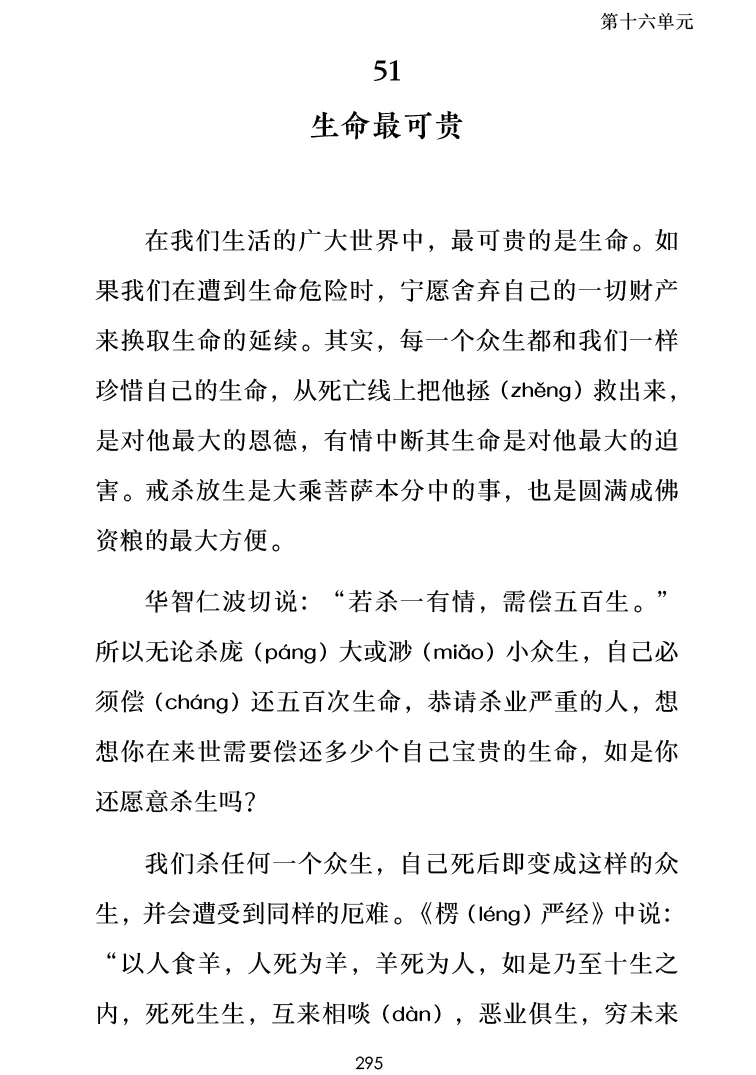 第十六单元
51
生命最可贵
在我们生活的广大世界中，最可贵的是生命。如
果我们在遭到生命危险时，宁愿舍弃自己的一切财产
来换取生命的延续。其实，每一个众生都和我们一样
珍惜自己的生命，从死亡线上把他拯（zhěng）救出来，
是对他最大的恩德，有情中断其生命是对他最大的迫
害。戒杀放生是大乘菩萨本分中的事，也是圆满成佛
资粮的最大方便。
华智仁波切说：“若杀一有情，需偿五百生。”
所以无论杀庞（páng）大或渺（miǎo）小众生，自己必
须偿（cháng）还五百次生命，恭请杀业严重的人，想
想你在来世需要偿还多少个自己宝贵的生命，如是你
还愿意杀生吗？
我们杀任何一个众生，自己死后即变成这样的众
生，并会遭受到同样的厄难。《楞（léng）严经》中说：
“以人食羊，人死为羊，羊死为人，如是乃至十生之
内，死死生生，互来相啖（dàn），恶业俱生，穷未来
295